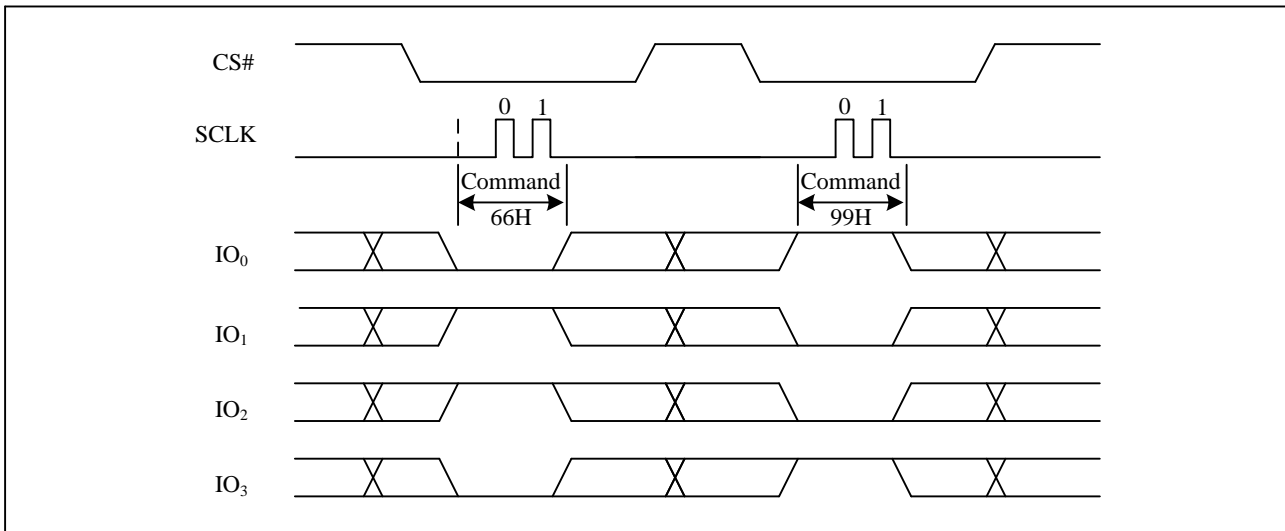 CS#
0 1 0 1
SCLK
Command Command
66H 99H
IO₀
IO₁
IO₂
IO₃